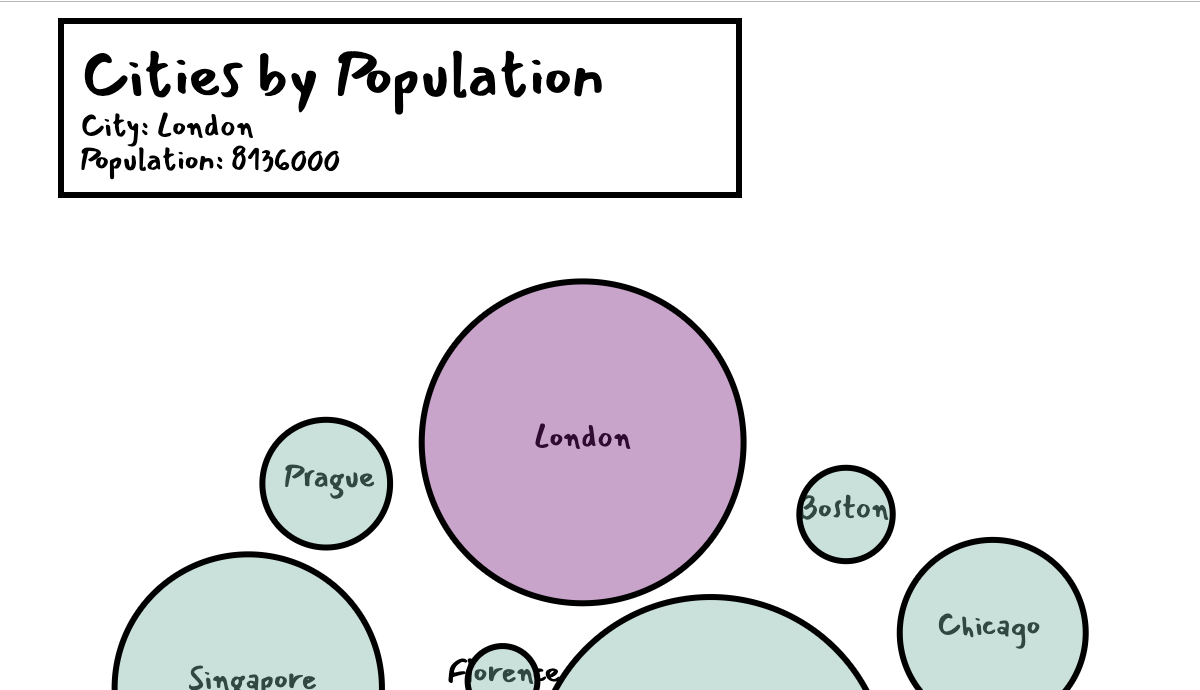 Cities by Population
City: London
Population: 8136000
London
Prague
Boston
Chicago
Singapore
Florence